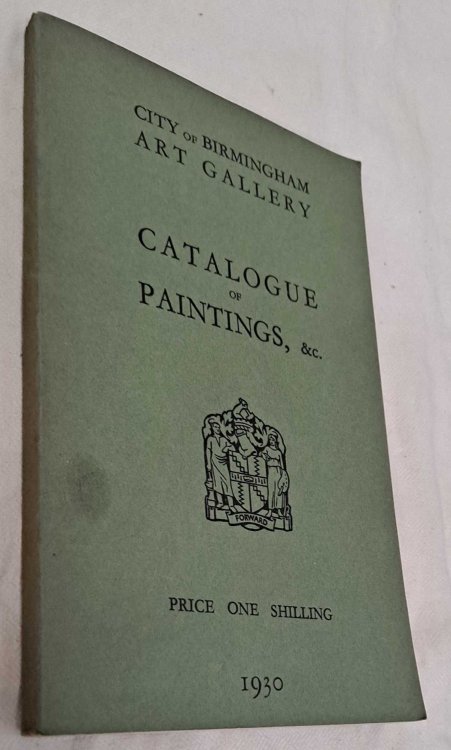 CITY OF BIRMINGHAM
ART GALLERY
CATALOGUE
OF
PAINTINGS, &c.
FORWARD
PRICE ONE SHILLING
1930